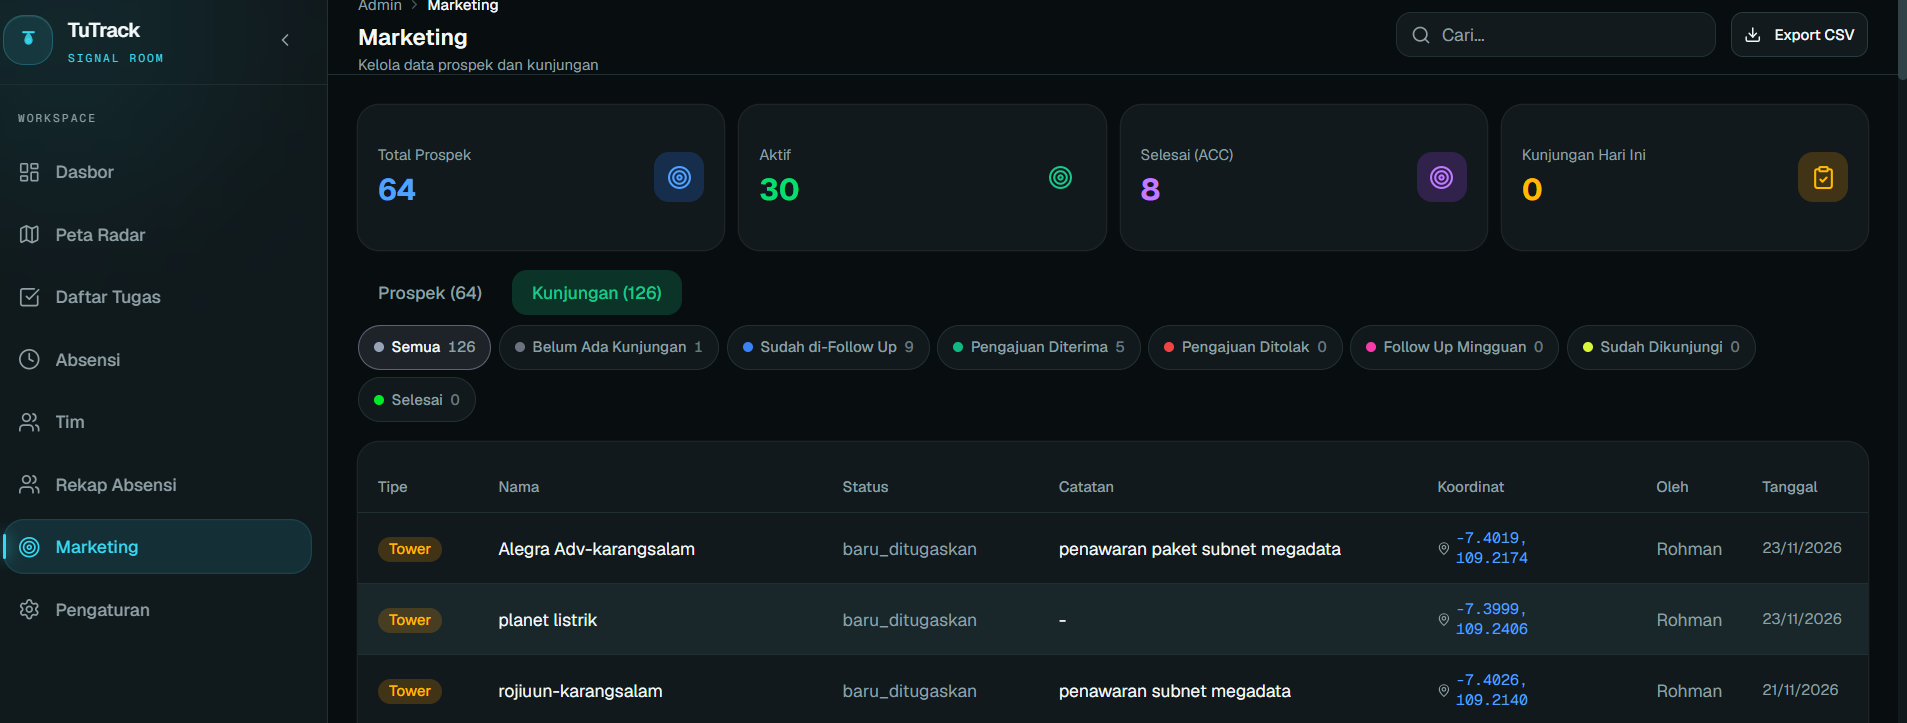 TuTrack
SIGNAL ROOM
WORKSPACE
Dasbor
Peta Radar
Daftar Tugas
Absensi
Tim
Rekap Absensi
Marketing
Pengaturan
Admin > Marketing
Marketing
Kelola data prospek dan kunjungan
Cari...
Export CSV
Total Prospek
64
Aktif
30
Selesai (ACC)
8
Kunjungan Hari Ini
0
Prospek (64)
Kunjungan (126)
Semua 126
Belum Ada Kunjungan 1
Sudah di-Follow Up 9
Pengajuan Diterima 5
Pengajuan Ditolak 0
Follow Up Mingguan 0
Sudah Dikunjungi 0
Selesai 0
Tipe Nama Status Catatan Koordinat Oleh Tanggal
Tower Alegra Adv-karangsalam baru_ditugaskan penawaran paket subnet megadata -7.4019, 109.2174 Rohman 23/11/2026
Tower planet listrik baru_ditugaskan - -7.3999, 109.2406 Rohman 23/11/2026
Tower rojiuun-karangsalam baru_ditugaskan penawaran subnet megadata -7.4026, 109.2140 Rohman 21/11/2026